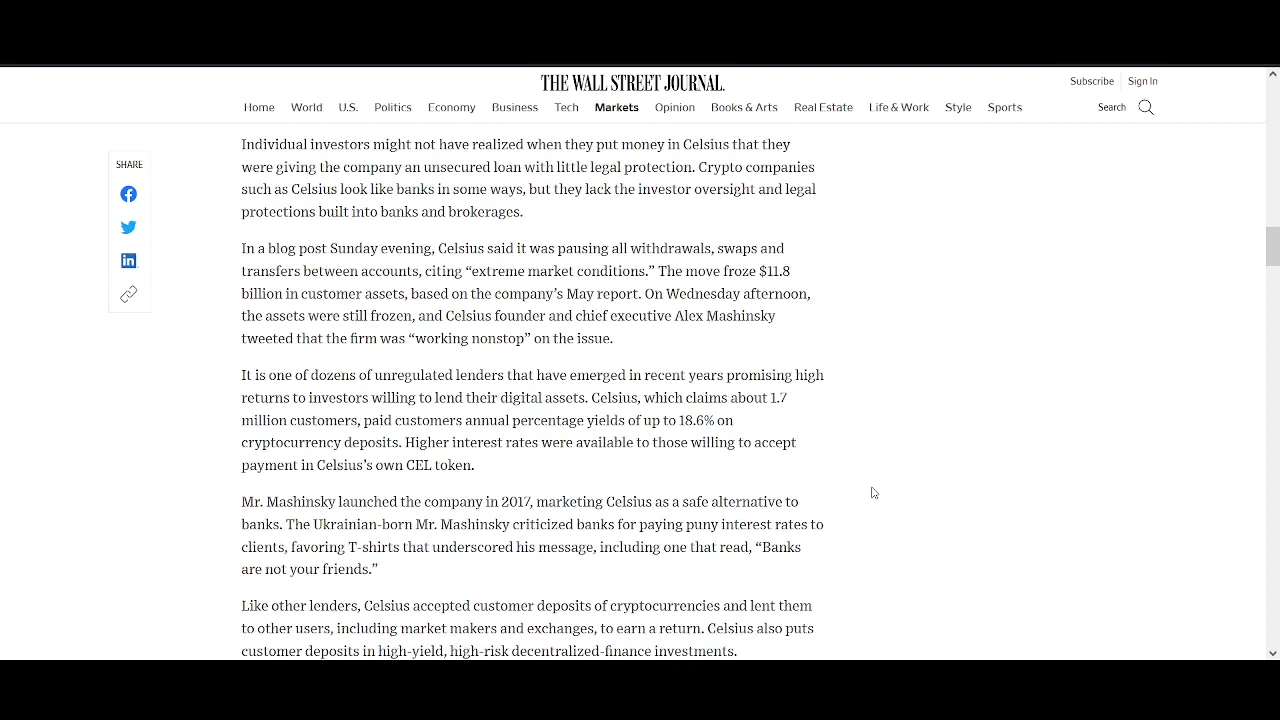 THE WALL STREET JOURNAL.
Subscribe Sign In
Home World U.S. Politics Economy Business Tech Markets Opinion Books & Arts Real Estate Life & Work Style Sports Search
SHARE
Individual investors might not have realized when they put money in Celsius that they
were giving the company an unsecured loan with little legal protection. Crypto companies
such as Celsius look like banks in some ways, but they lack the investor oversight and legal
protections built into banks and brokerages.
In a blog post Sunday evening, Celsius said it was pausing all withdrawals, swaps and
transfers between accounts, citing “extreme market conditions.” The move froze $11.8
billion in customer assets, based on the company’s May report. On Wednesday afternoon,
the assets were still frozen, and Celsius founder and chief executive Alex Mashinsky
tweeted that the firm was “working nonstop” on the issue.
It is one of dozens of unregulated lenders that have emerged in recent years promising high
returns to investors willing to lend their digital assets. Celsius, which claims about 1.7
million customers, paid customers annual percentage yields of up to 18.6% on
cryptocurrency deposits. Higher interest rates were available to those willing to accept
payment in Celsius’s own CEL token.
Mr. Mashinsky launched the company in 2017, marketing Celsius as a safe alternative to
banks. The Ukrainian-born Mr. Mashinsky criticized banks for paying puny interest rates to
clients, favoring T-shirts that underscored his message, including one that read, “Banks
are not your friends.”
Like other lenders, Celsius accepted customer deposits of cryptocurrencies and lent them
to other users, including market makers and exchanges, to earn a return. Celsius also puts
customer deposits in high-yield, high-risk decentralized-finance investments.